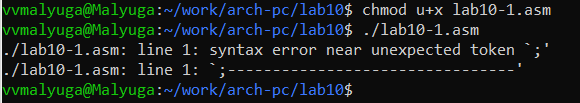 vvmalyuga@Malyuga:~/work/arch-pc/lab10$ chmod u+x lab10-1.asm
vvmalyuga@Malyuga:~/work/arch-pc/lab10$ ./lab10-1.asm
./lab10-1.asm: line 1: syntax error near unexpected token `;'
./lab10-1.asm: line 1: `;--------------------------------'
vvmalyuga@Malyuga:~/work/arch-pc/lab10$